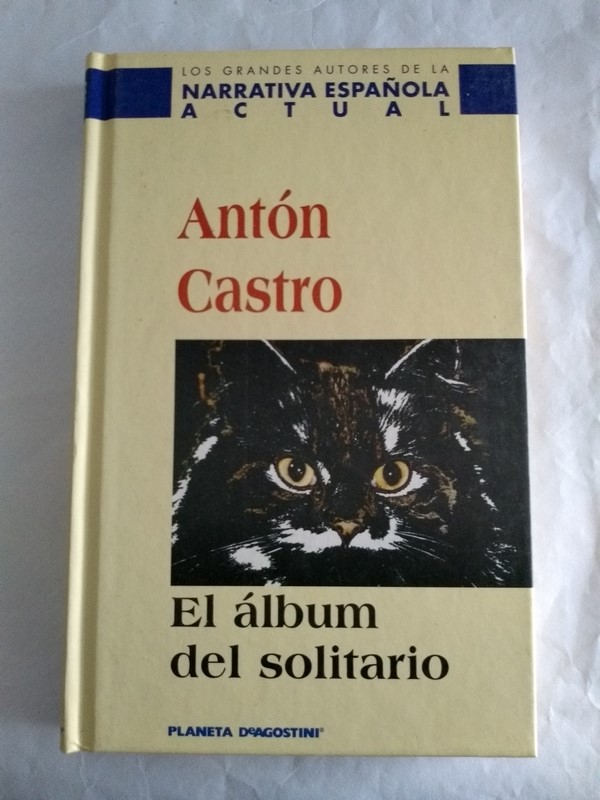 LOS GRANDES AUTORES DE LA
NARRATIVA ESPAÑOLA
ACTUAL
Antón
Castro
El álbum
del solitario
PLANETA DeAGOSTINI®